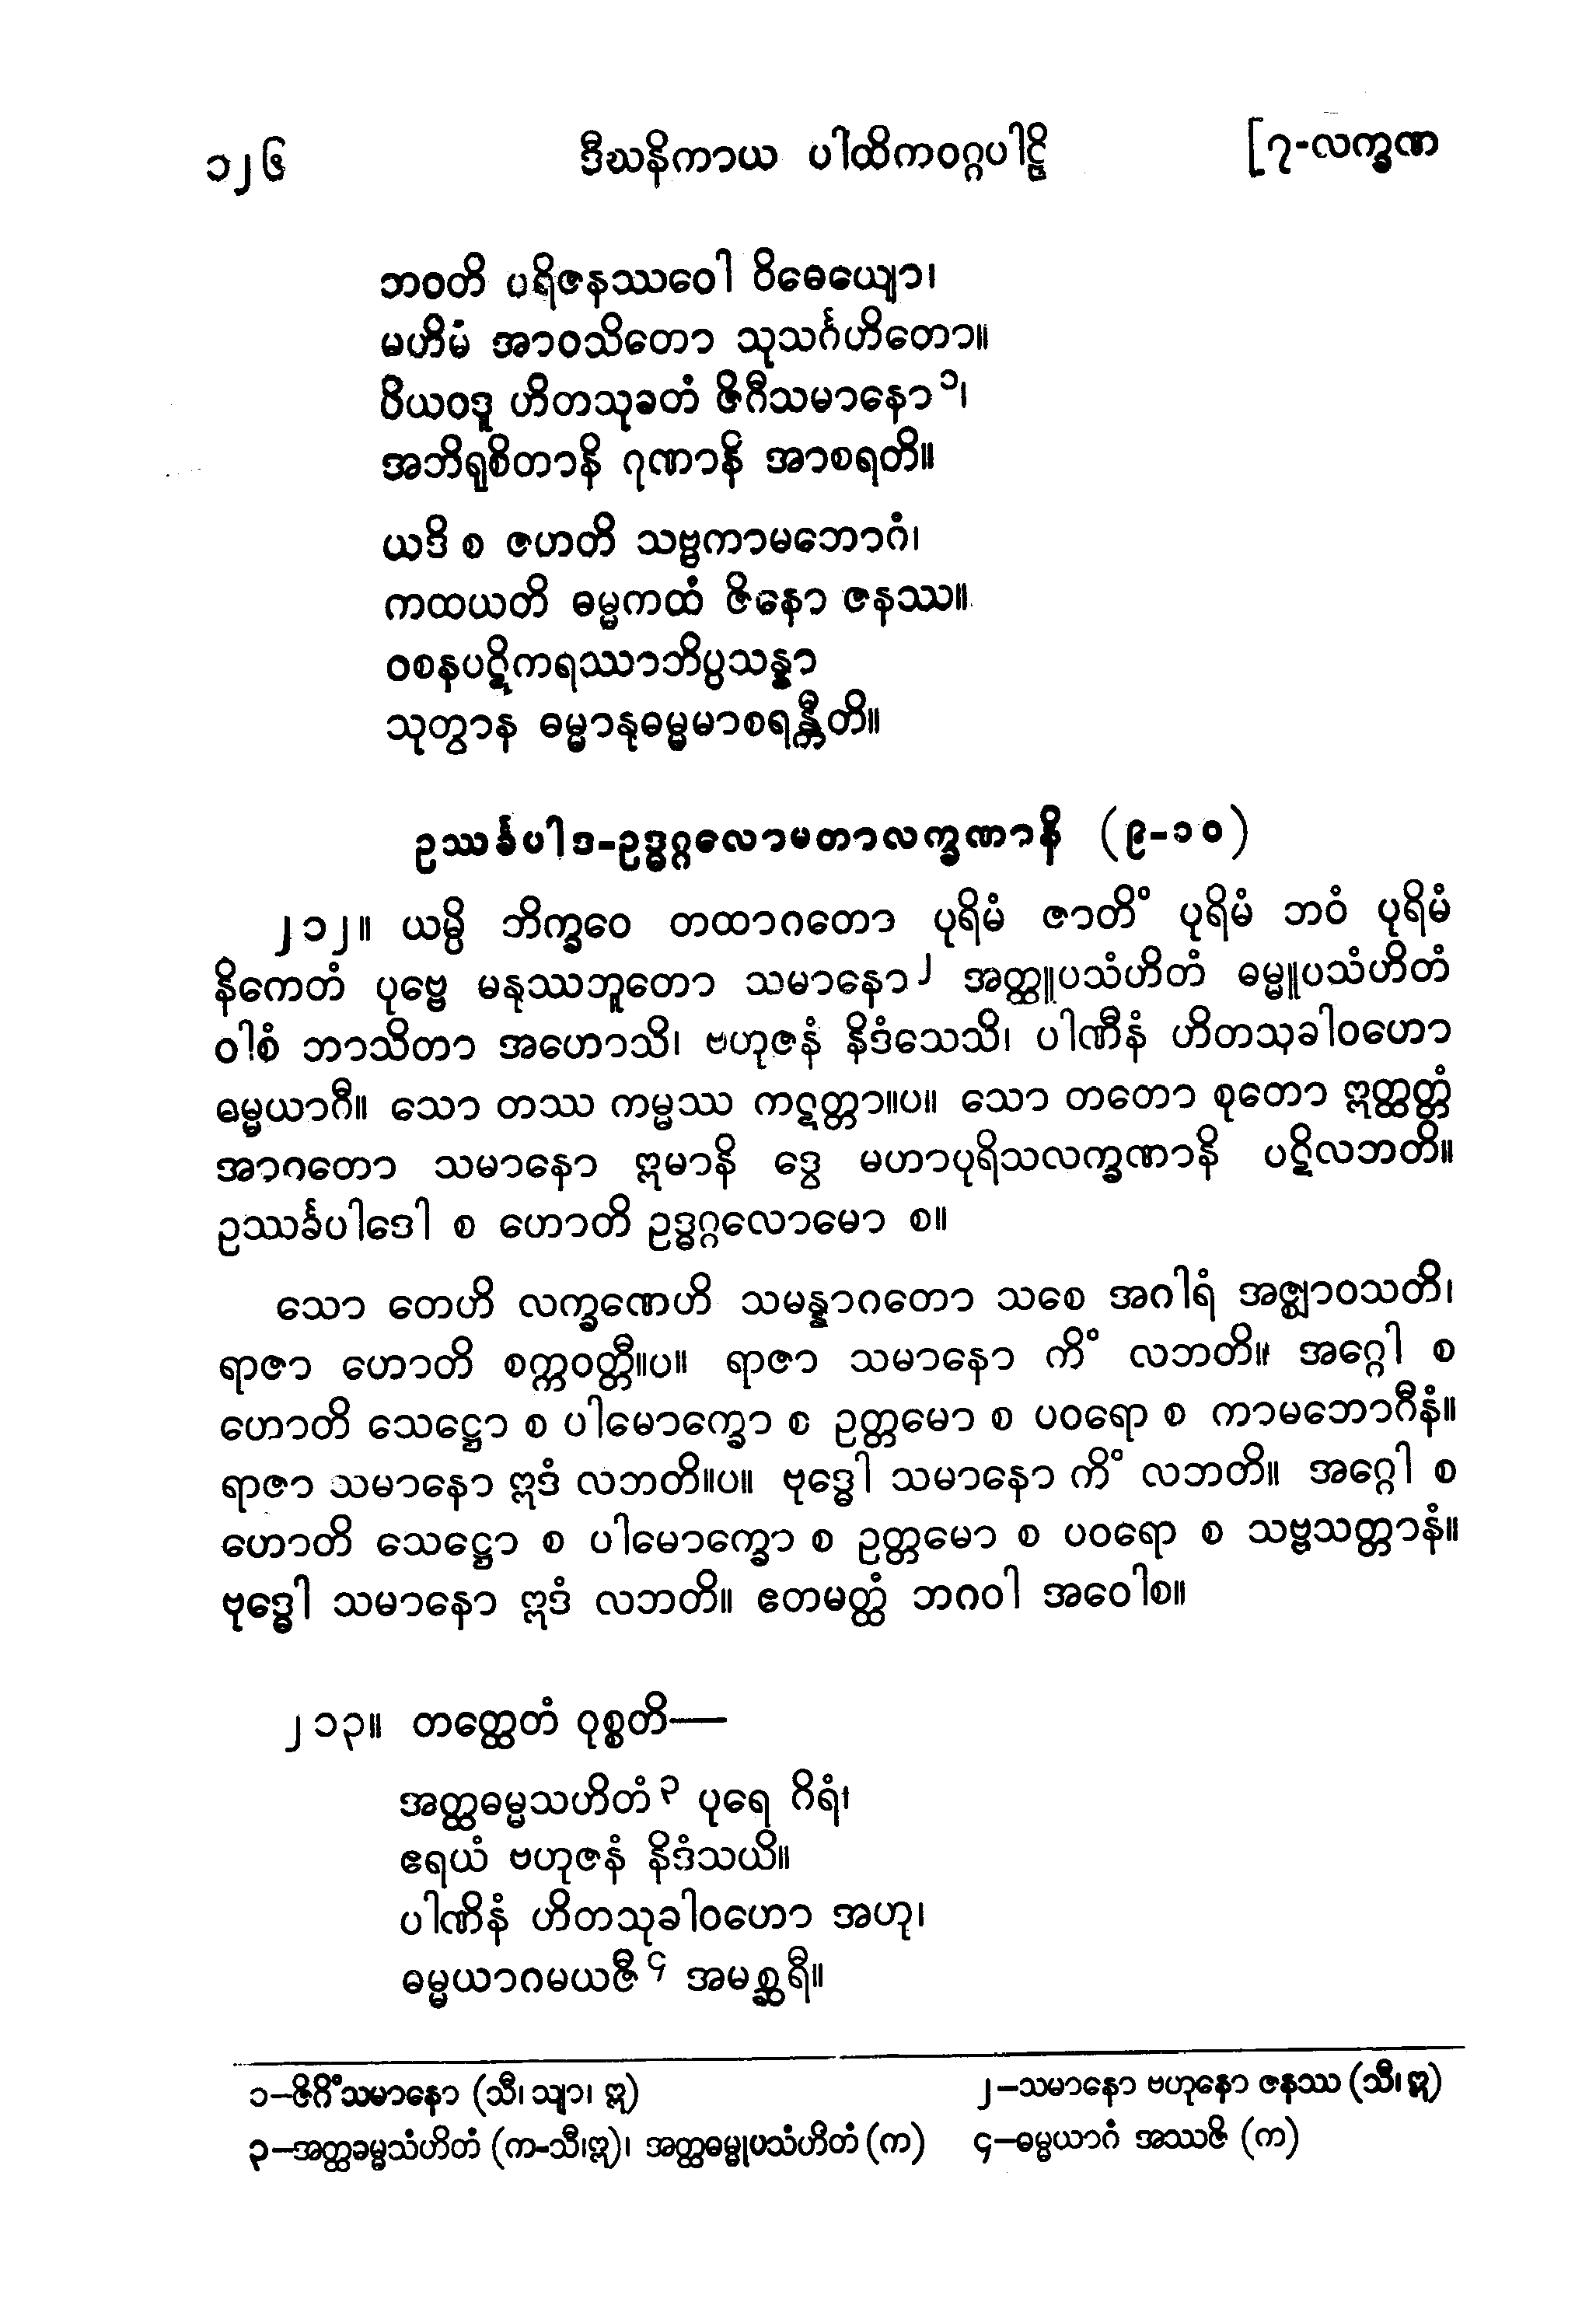 ၁၂၆ ဒီဃနိကာယ ပါထိကဝဂ္ဂပါဠိ [၇-လက္ခဏ
ဘဝတိ ပရိဇနဿဝေါ ဝိဓေယျော၊
မဟိမံ အာဝသိတော သုသင်္ဂဟိတော။
ပိယဝဒူ ဟိတသုခတံ ဇိဂီသမာနော၁၊
အဘိရုစိတာနိ ဂုဏာနိ အာစရတိ။
ယဒိ စ ဇဟတိ သဗ္ဗကာမဘောဂံ၊
ကထယတိ ဓမ္မကထံ ဇိနော ဇနဿ။
ဝစနပဋိကရဿာဘိပ္ပသန္နာ
သုတွာန ဓမ္မာနုဓမ္မမာစရန္တီတိ။
ဥဿင်္ခပါဒ-ဥဒ္ဓဂ္ဂလောမတာလက္ခဏာနိ (၉-၁၀)
၂၁၂။ ယမ္ပိ ဘိက္ခဝေ တထာဂတော ပုရိမံ ဇာတိံ ပုရိမံ ဘဝံ ပုရိမံ
နိကေတံ ပုဗ္ဗေ မနုဿဘူတော သမာနော၂ အတ္ထူပသံဟိတံ ဓမ္မူပသံဟိတံ
ဝါစံ ဘာသိတာ အဟောသိ၊ ဗဟုဇနံ နိဒံသေသိ၊ ပါဏီနံ ဟိတသုခါဝဟော
ဓမ္မယာဂီ။ သော တဿ ကမ္မဿ ကဋတ္တာ။ပ။ သော တတော စုတော ဣတ္ထတ္တံ
အာဂတော သမာနော ဣမာနိ ဒွေ မဟာပုရိသလက္ခဏာနိ ပဋိလဘတိ။
ဥဿင်္ခပါဒေါ စ ဟောတိ ဥဒ္ဓဂ္ဂလောမော စ။
သော တေဟိ လက္ခဏေဟိ သမန္နာဂတော သစေ အဂါရံ အဇ္ဈာဝသတိ၊
ရာဇာ ဟောတိ စက္ကဝတ္တီ။ပ။ ရာဇာ သမာနော ကိံ လဘတိ။ အဂ္ဂေါ စ
ဟောတိ သေဋ္ဌော စ ပါမောက္ခော စ ဥတ္တမော စ ပဝရော စ ကာမဘောဂီနံ။
ရာဇာ သမာနော ဣဒံ လဘတိ။ပ။ ဗုဒ္ဓေါ သမာနော ကိံ လဘတိ။ အဂ္ဂေါ စ
ဟောတိ သေဋ္ဌော စ ပါမောက္ခော စ ဥတ္တမော စ ပဝရော စ သဗ္ဗသတ္တာနံ။
ဗုဒ္ဓေါ သမာနော ဣဒံ လဘတိ။ ဧတမတ္ထံ ဘဂဝါ အဝေါစ။
၂၁၃။ တတ္ထေတံ ဝုစ္စတိ—
အတ္ထဓမ္မသဟိတံ၃ ပုရေ ဂိရံ၊
ဧရယံ ဗဟုဇနံ နိဒံသယိ။
ပါဏိနံ ဟိတသုခါဝဟော အဟု၊
ဓမ္မယာဂမယဇီ၄ အမစ္ဆရီ။
၁—ဇိဂိံသမာနော (သီ၊ သျာ၊ ဣ) ၂—သမာနော ဗဟုနော ဇနဿ (သီ၊ ဣ)
၃—အတ္ထဓမ္မသံဟိတံ (က-သီ၊ဣ)၊ အတ္ထဓမ္မုပသံဟိတံ (က) ၄—ဓမ္မယာဂံ အဿဇိ (က)